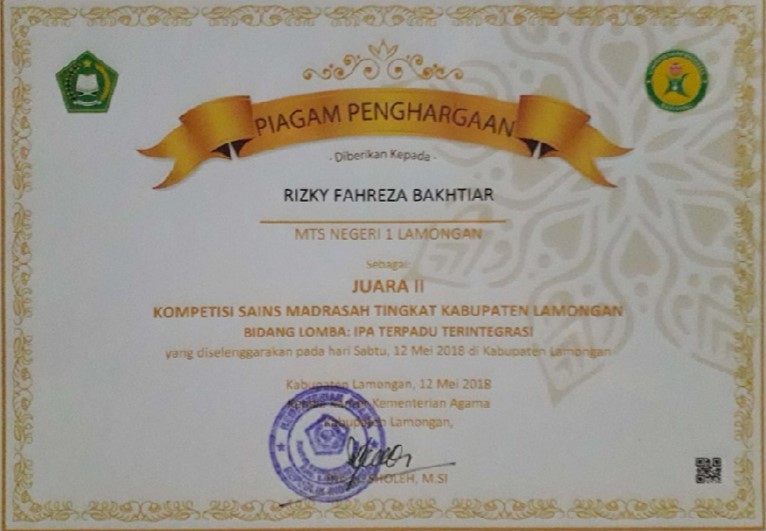 PIAGAM PENGHARGAAN
- Diberikan Kepada -
RIZKY FAHREZA BAKHTIAR
MTS NEGERI 1 LAMONGAN
Sebagai:
JUARA II
KOMPETISI SAINS MADRASAH TINGKAT KABUPATEN LAMONGAN
BIDANG LOMBA: IPA TERPADU TERINTEGRASI
yang diselenggarakan pada hari Sabtu, 12 Mei 2018 di Kabupaten Lamongan
Kabupaten Lamongan, 12 Mei 2018
Kepala Kantor Kementerian Agama
Kabupaten Lamongan,
SHOLEH, M.SI